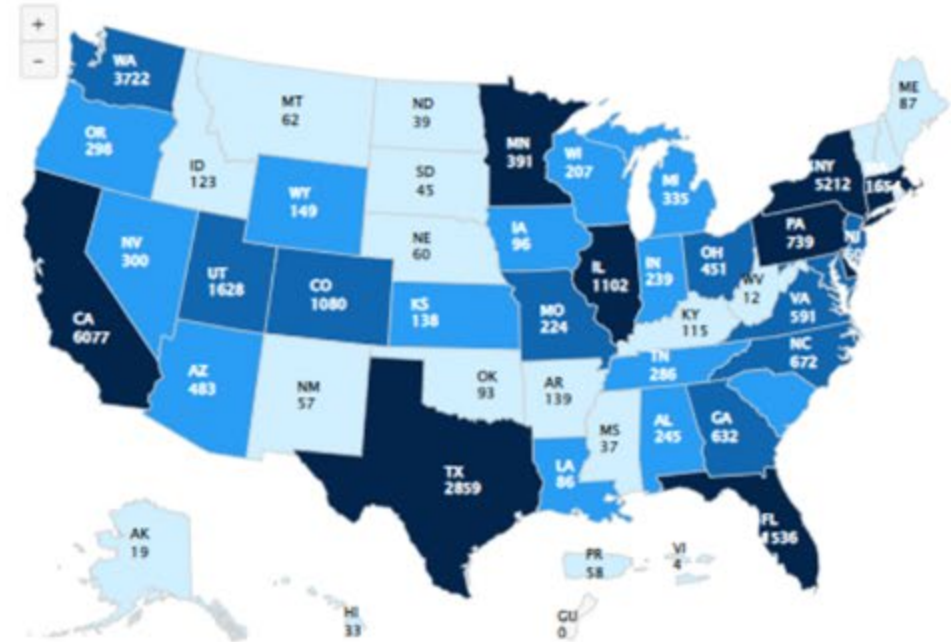 +
−
WA
3722
OR
298
CA
6077
NV
300
ID
123
MT
62
WY
149
UT
1628
CO
1080
AZ
483
NM
57
ND
39
SD
45
NE
60
KS
138
OK
93
TX
2859
MN
391
IA
96
MO
224
AR
139
LA
86
WI
207
IL
1102
MI
335
IN
239
OH
451
KY
115
TN
286
MS
37
AL
245
GA
632
FL
1536
WV
12
VA
591
NC
672
PA
739
NY
5212
NJ
ME
87
AK
19
HI
33
PR
58
VI
4
GU
0